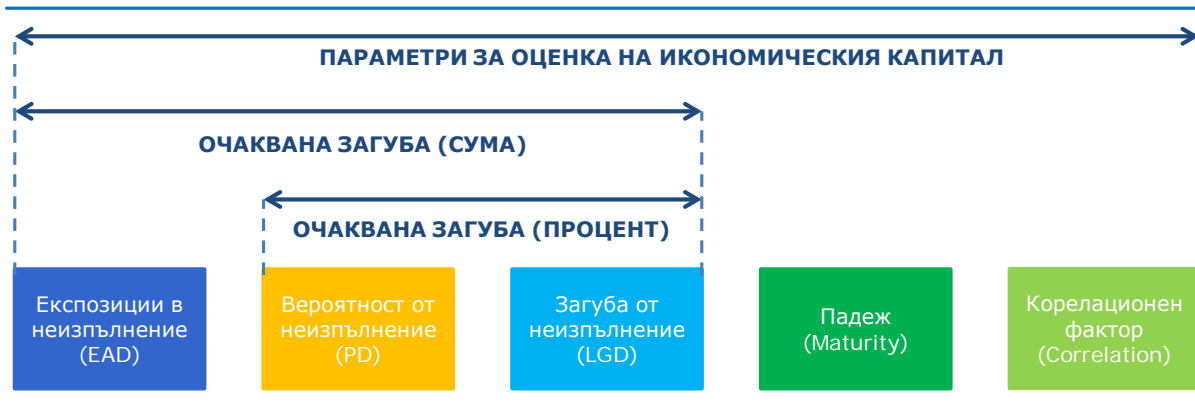 ПАРАМЕТРИ ЗА ОЦЕНКА НА ИКОНОМИЧЕСКИЯ КАПИТАЛ
ОЧАКВАНА ЗАГУБА (СУМА)
ОЧАКВАНА ЗАГУБА (ПРОЦЕНТ)
Експозиции в
неизпълнение
(EAD)
Вероятност от
неизпълнение
(PD)
Загуба от
неизпълнение
(LGD)
Падеж
(Maturity)
Корелационен
фактор
(Correlation)